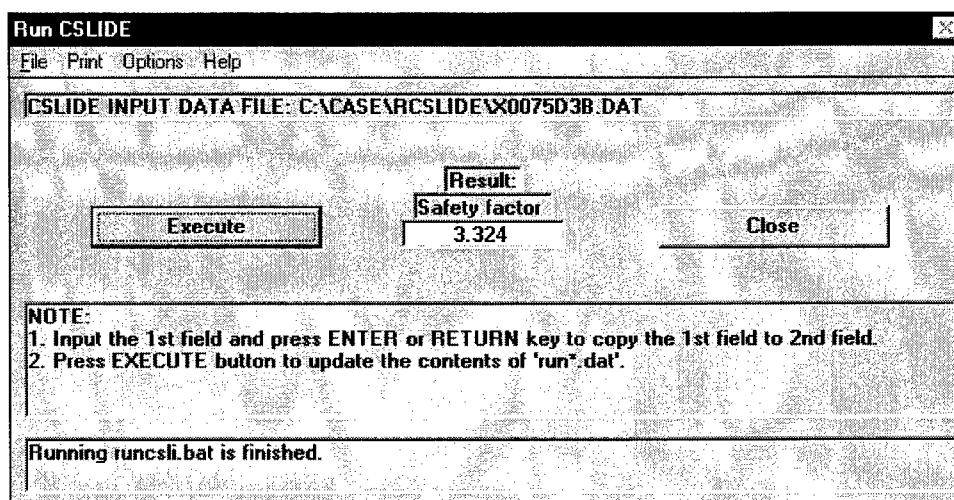 Run CSLIDE
File Print Options Help
CSLIDE INPUT DATA FILE: C:\CASE\RCSLIDE\X0075D3B.DAT
Result:
Safety factor
Execute
3.324
Close
NOTE:
1. Input the 1st field and press ENTER or RETURN key to copy the 1st field to 2nd field.
2. Press EXECUTE button to update the contents of 'run*.dat'.
Running runcsli.bat is finished.